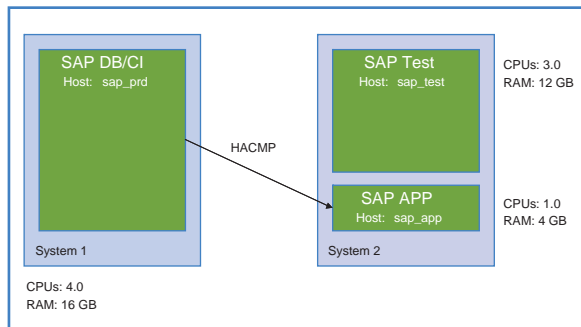 SAP DB/CI
Host: sap_prd
System 1
CPUs: 4.0
RAM: 16 GB
HACMP
SAP Test
Host: sap_test
CPUs: 3.0
RAM: 12 GB
SAP APP
Host: sap_app
CPUs: 1.0
RAM: 4 GB
System 2